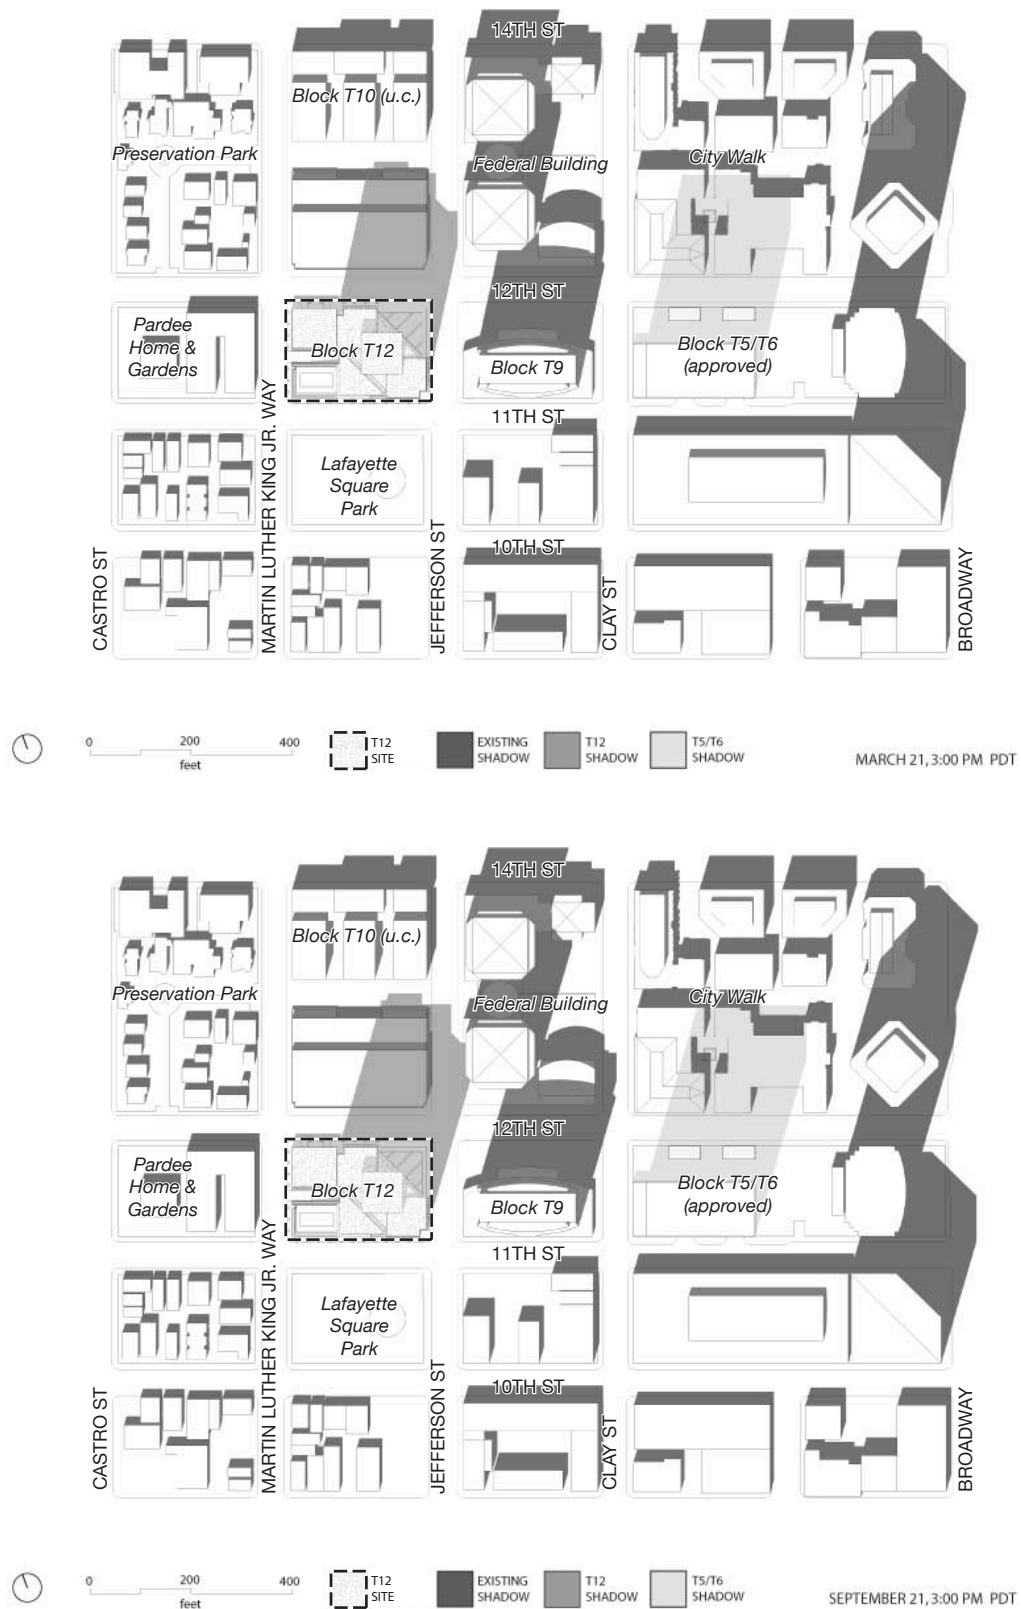 14TH ST
Block T10 (u.c.)
Preservation Park
Federal Building
City Walk
12TH ST
Pardee
Home &
Gardens
Block T12
Block T9
Block T5/T6
(approved)
11TH ST
Lafayette
Square
Park
10TH ST
CASTRO ST
MARTIN LUTHER KING JR. WAY
JEFFERSON ST
CLAY ST
BROADWAY
0 200 400
feet
T12
SITE
EXISTING
SHADOW
T12
SHADOW
T5/T6
SHADOW
MARCH 21, 3:00 PM PDT
14TH ST
Block T10 (u.c.)
Preservation Park
Federal Building
City Walk
12TH ST
Pardee
Home &
Gardens
Block T12
Block T9
Block T5/T6
(approved)
11TH ST
Lafayette
Square
Park
10TH ST
CASTRO ST
MARTIN LUTHER KING JR. WAY
JEFFERSON ST
CLAY ST
BROADWAY
0 200 400
feet
T12
SITE
EXISTING
SHADOW
T12
SHADOW
T5/T6
SHADOW
SEPTEMBER 21, 3:00 PM PDT